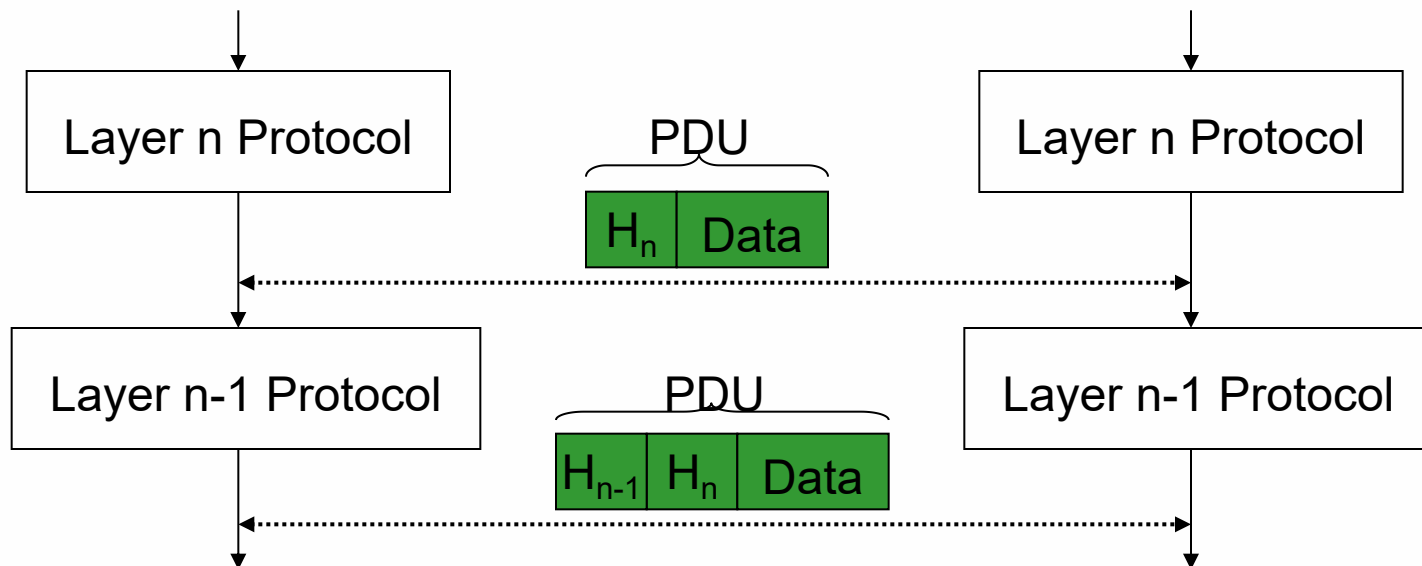 Layer n Protocol
PDU
Layer n Protocol
Hn Data
Layer n-1 Protocol
PDU
Layer n-1 Protocol
Hn-1 Hn Data